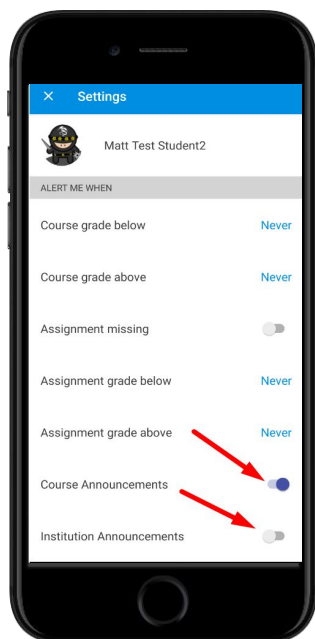 × Settings
Matt Test Student2
ALERT ME WHEN
Course grade below Never
Course grade above Never
Assignment missing
Assignment grade below Never
Assignment grade above Never
Course Announcements
Institution Announcements